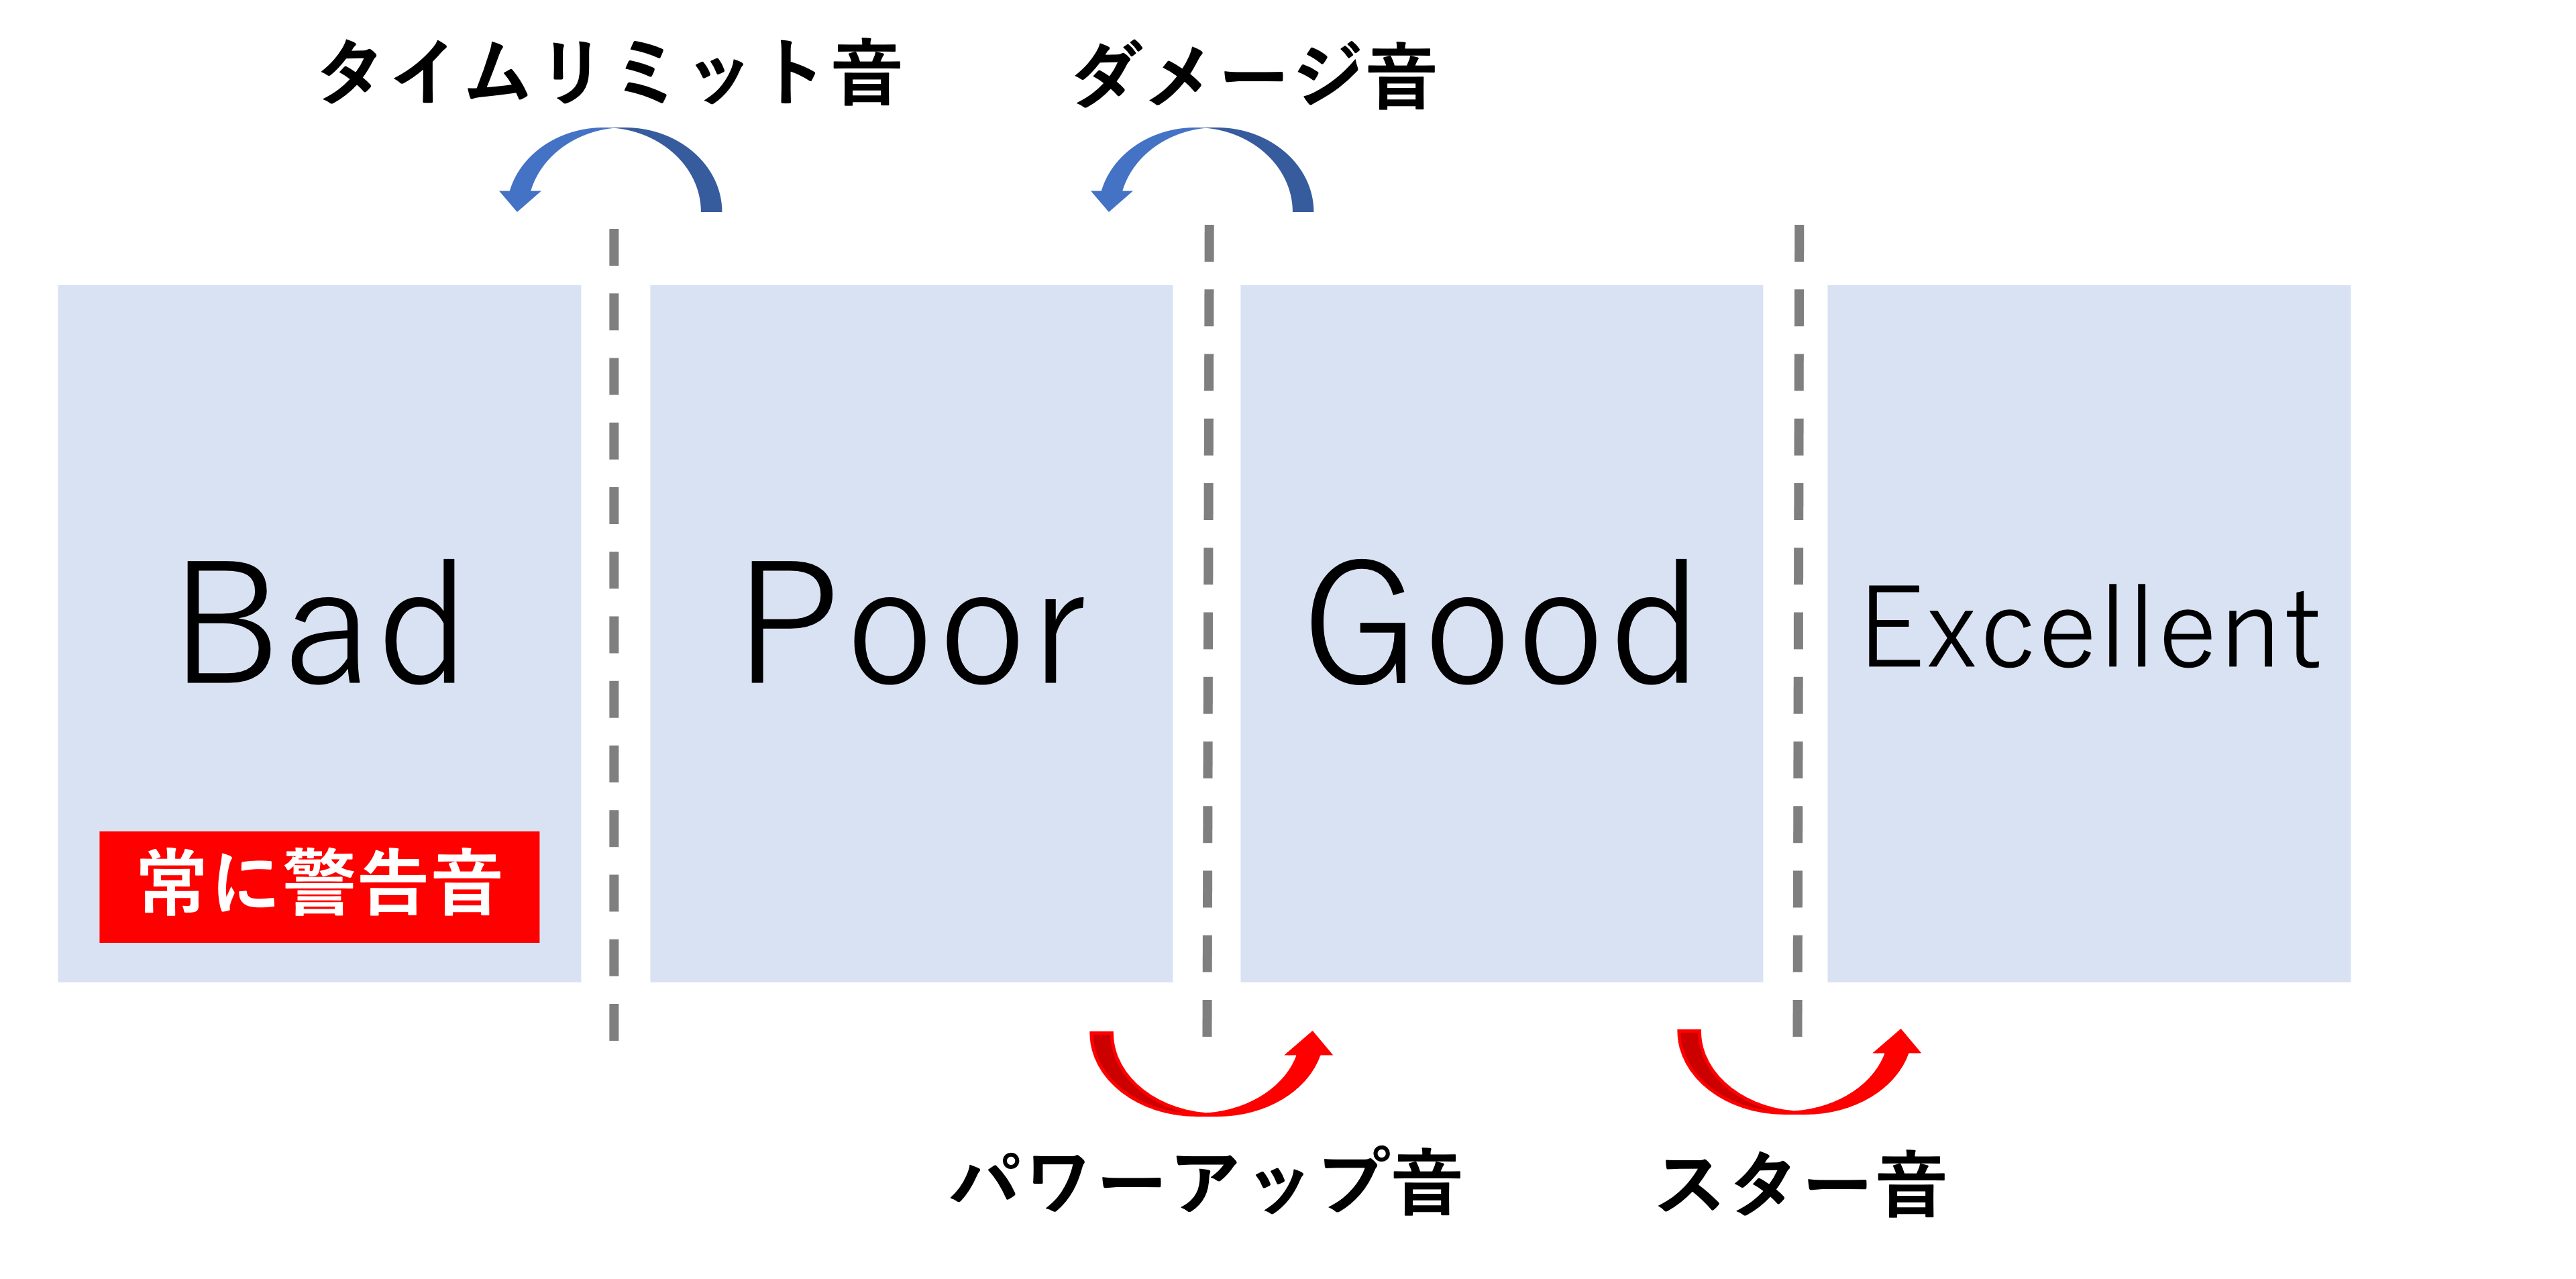 タイムリミット音
ダメージ音
Bad
Poor
Good
Excellent
常に警告音
パワーアップ音
スター音